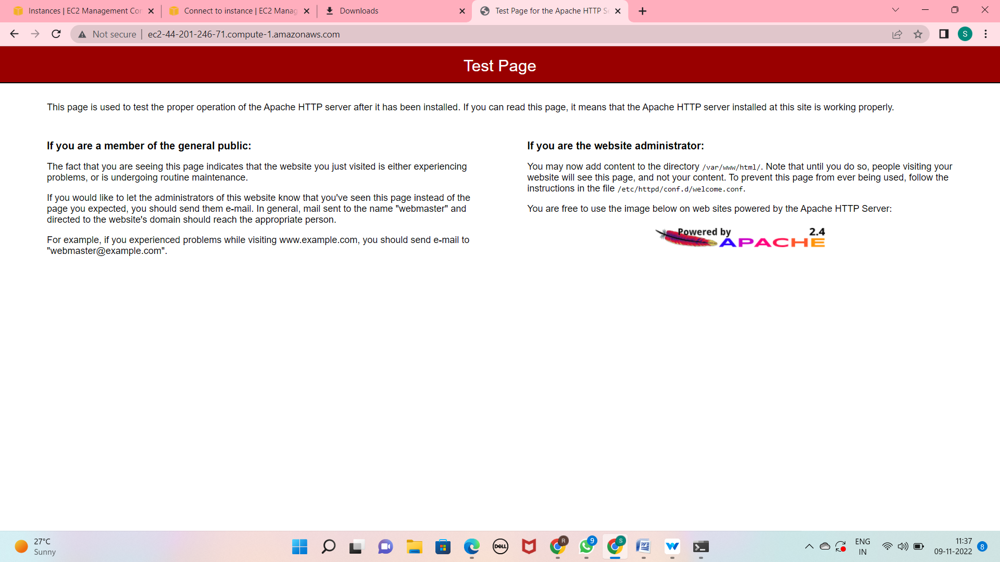 Instances | EC2 Management Con
Connect to instance | EC2 Manag
Downloads
Test Page for the Apache HTTP Se
Not secure
ec2-44-201-246-71.compute-1.amazonaws.com
S
Test Page
This page is used to test the proper operation of the Apache HTTP server after it has been installed. If you can read this page, it means that the Apache HTTP server installed at this site is working properly.
If you are a member of the general public:
The fact that you are seeing this page indicates that the website you just visited is either experiencing
problems, or is undergoing routine maintenance.
If you would like to let the administrators of this website know that you've seen this page instead of the
page you expected, you should send them e-mail. In general, mail sent to the name "webmaster" and
directed to the website's domain should reach the appropriate person.
For example, if you experienced problems while visiting www.example.com, you should send e-mail to
"webmaster@example.com".
If you are the website administrator:
You may now add content to the directory /var/www/html/. Note that until you do so, people visiting your
website will see this page, and not your content. To prevent this page from ever being used, follow the
instructions in the file /etc/httpd/conf.d/welcome.conf.
You are free to use the image below on web sites powered by the Apache HTTP Server:
Powered by 2.4
APACHE
27°C
Sunny
DELL
R
9
S
W
ENG
IN
11:37
09-11-2022
8